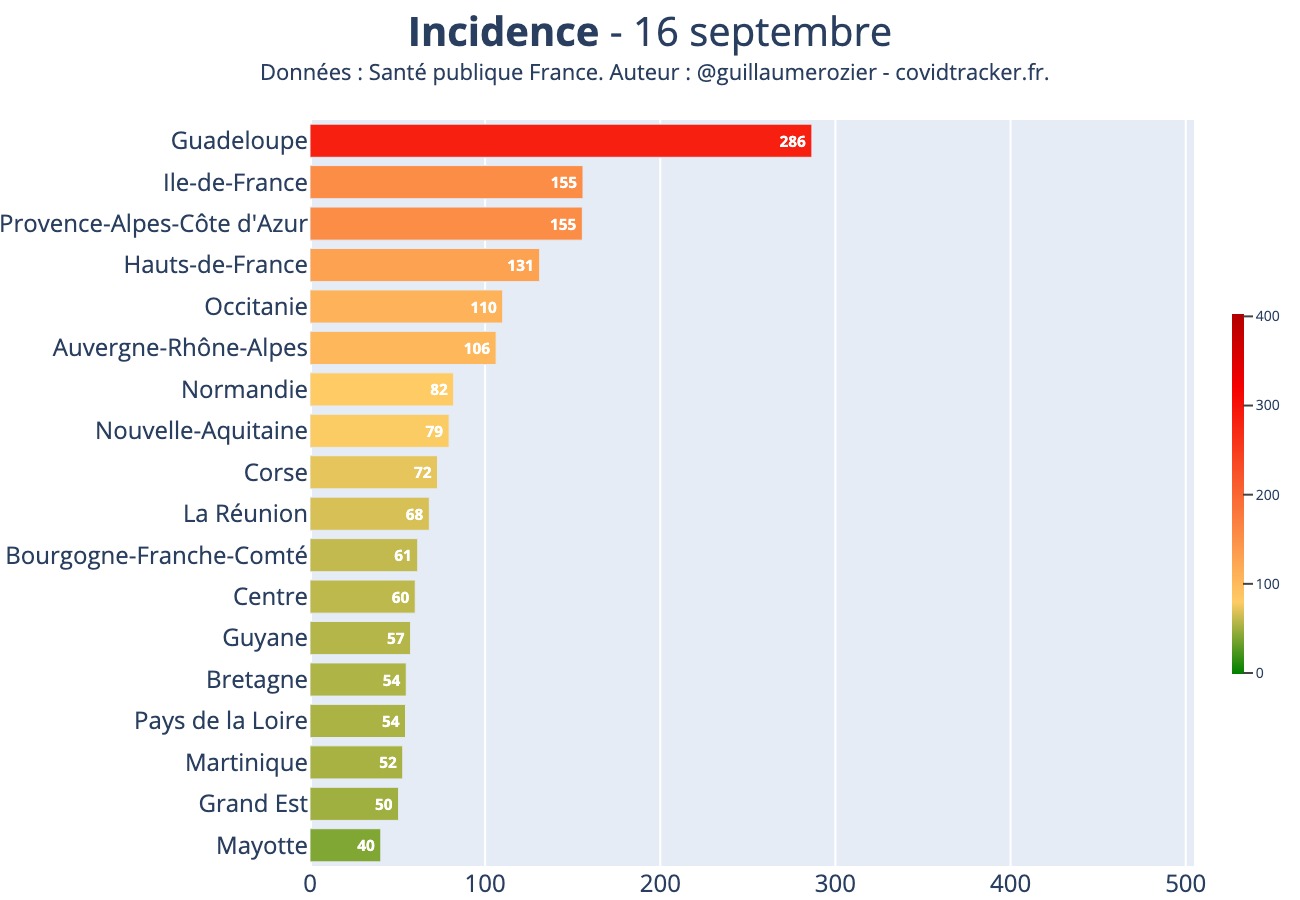 Incidence - 16 septembre
Données : Santé publique France. Auteur : @guillaumerozier - covidtracker.fr.
Guadeloupe 286
Ile-de-France 155
Provence-Alpes-Côte d'Azur 155
Hauts-de-France 131
Occitanie 110
Auvergne-Rhône-Alpes 106
Normandie 82
Nouvelle-Aquitaine 79
Corse 72
La Réunion 68
Bourgogne-Franche-Comté 61
Centre 60
Guyane 57
Bretagne 54
Pays de la Loire 54
Martinique 52
Grand Est 50
Mayotte 40
0 100 200 300 400 500
400
300
200
100
0